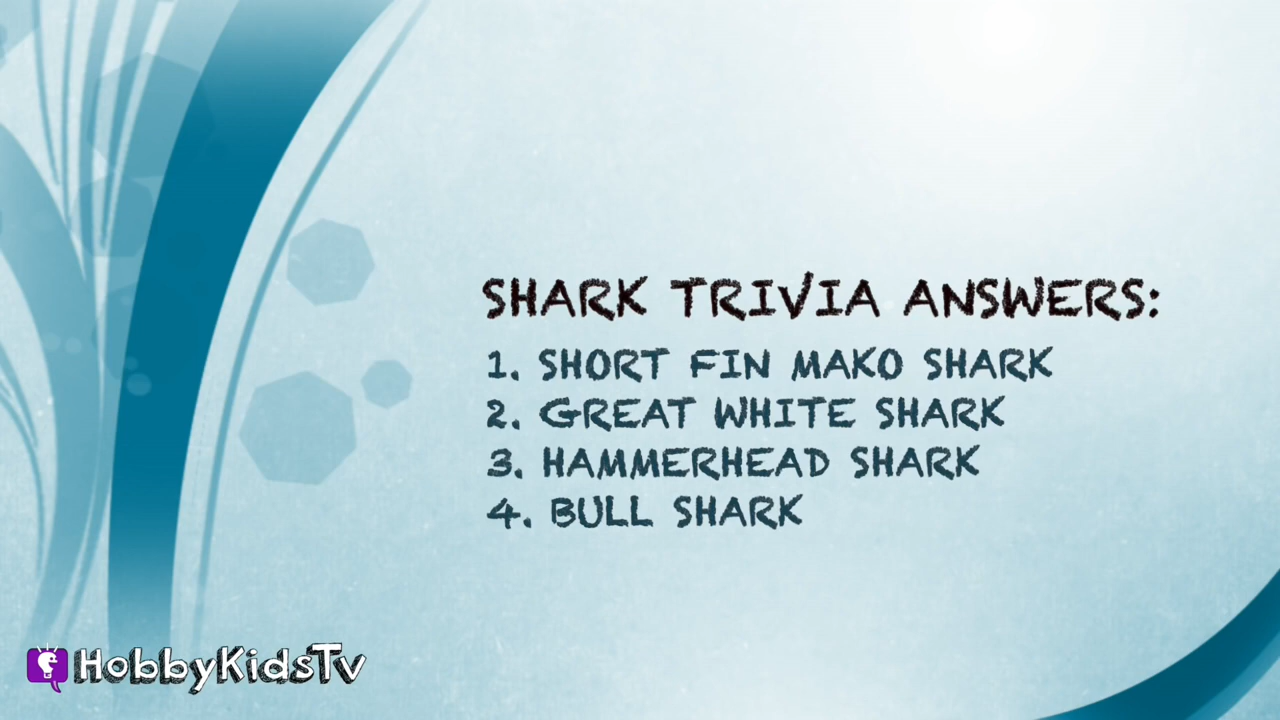 SHARK TRIVIA ANSWERS:
1. SHORT FIN MAKO SHARK
2. GREAT WHITE SHARK
3. HAMMERHEAD SHARK
4. BULL SHARK
HobbyKidsTv